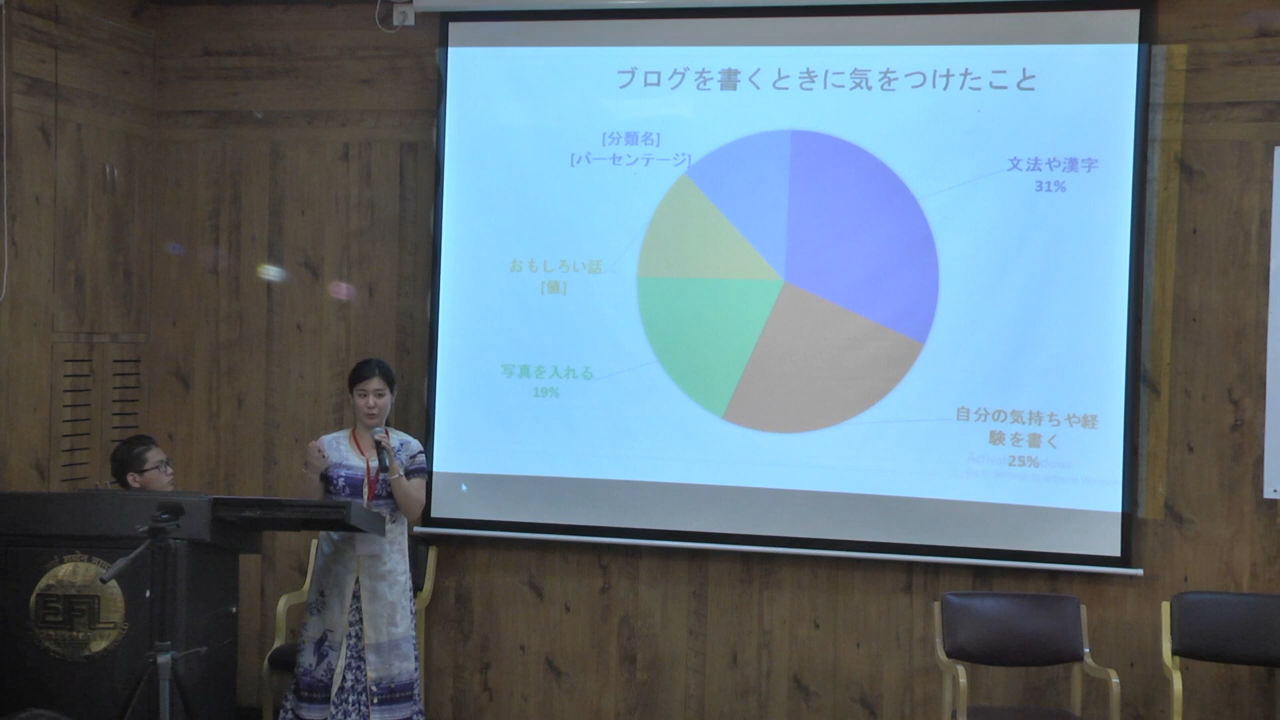 ブログを書くときに気をつけたこと
[分類名]
[パーセンテージ]
文法や漢字
31%
おもしろい話
[値]
写真を入れる
19%
自分の気持ちや経
験を書く
25%
EFL